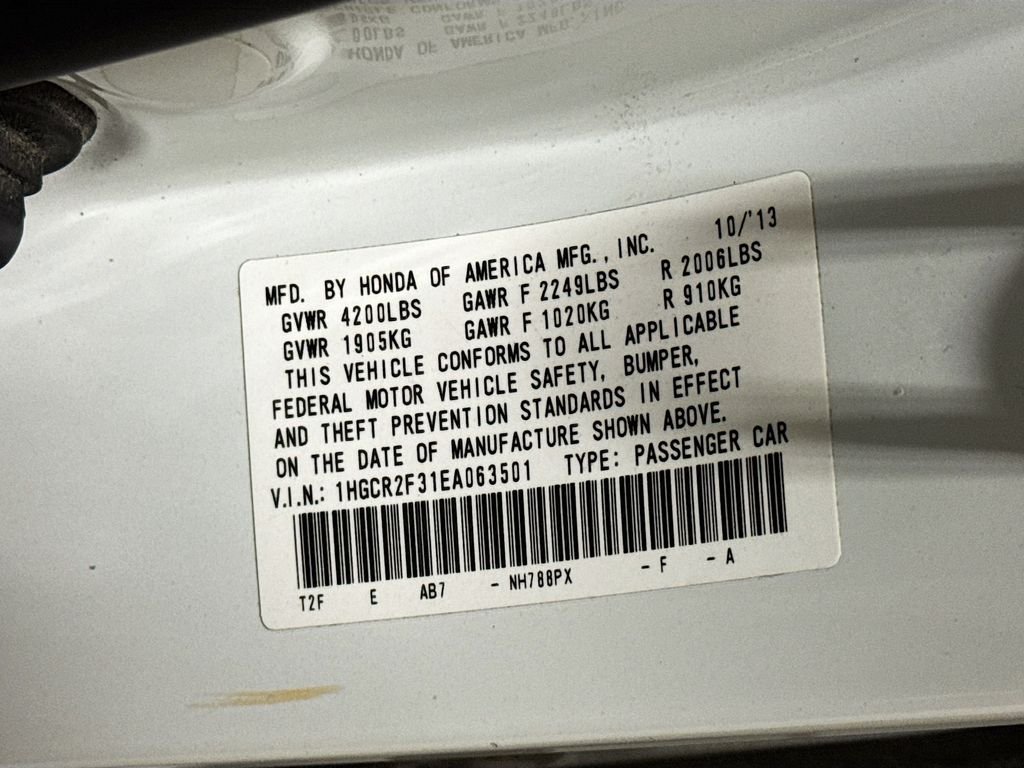 MFD. BY HONDA OF AMERICA MFG., INC. 10/'13
GVWR 4200LBS GAWR F 2249LBS R 2006LBS
GVWR 1905KG GAWR F 1020KG R 910KG
THIS VEHICLE CONFORMS TO ALL APPLICABLE
FEDERAL MOTOR VEHICLE SAFETY, BUMPER,
AND THEFT PREVENTION STANDARDS IN EFFECT
ON THE DATE OF MANUFACTURE SHOWN ABOVE.
V.I.N.: 1HGCR2F31EA063501 TYPE: PASSENGER CAR
T2F E AB7 - NH788PX - F - A